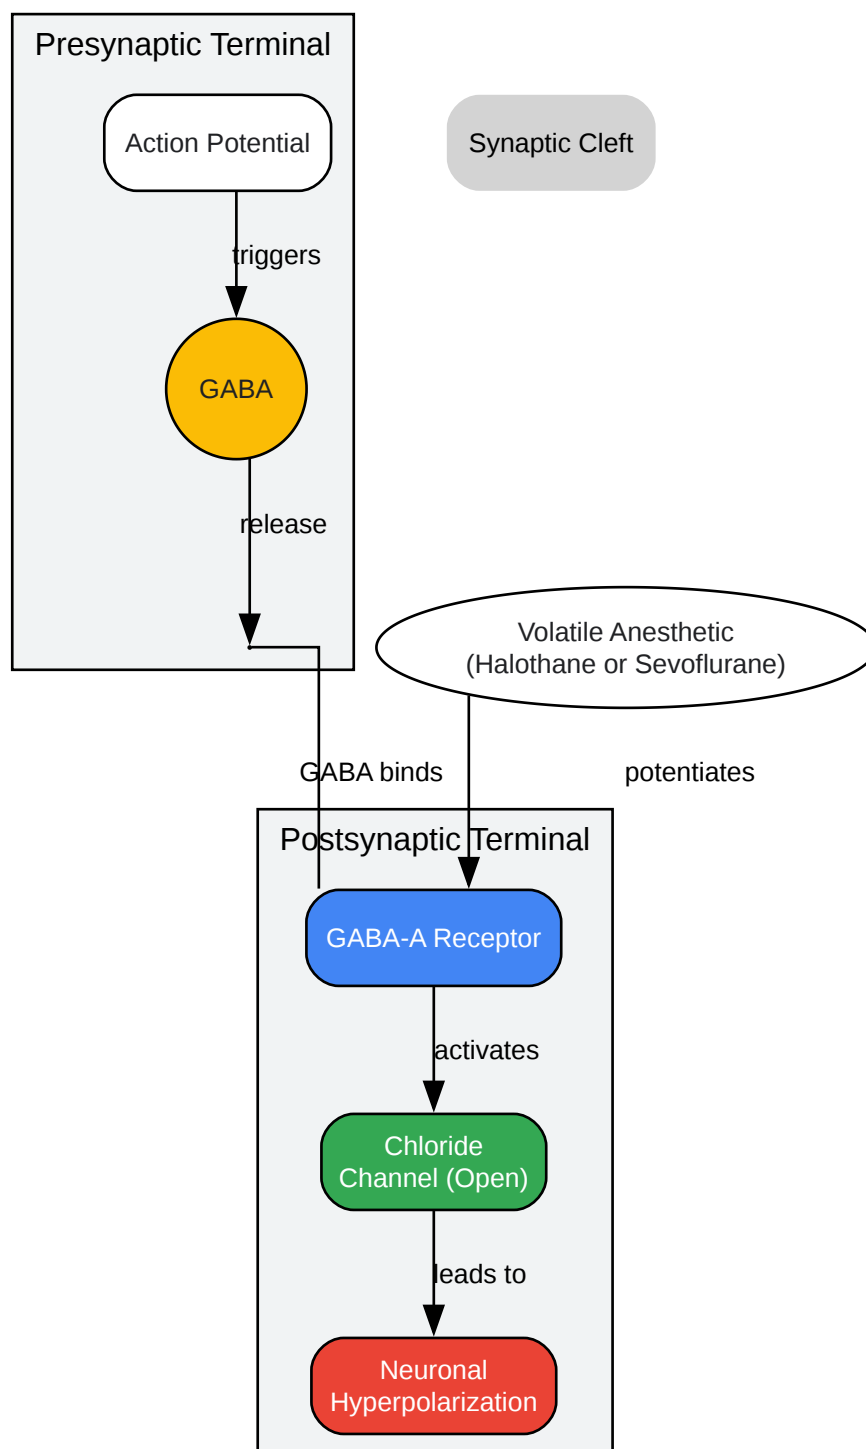 Presynaptic Terminal
Action Potential
Synaptic Cleft
triggers
GABA
release
Volatile Anesthetic
(Halothane or Sevoflurane)
GABA binds
potentiates
Postsynaptic Terminal
GABA-A Receptor
activates
Chloride
Channel (Open)
leads to
Neuronal
Hyperpolarization